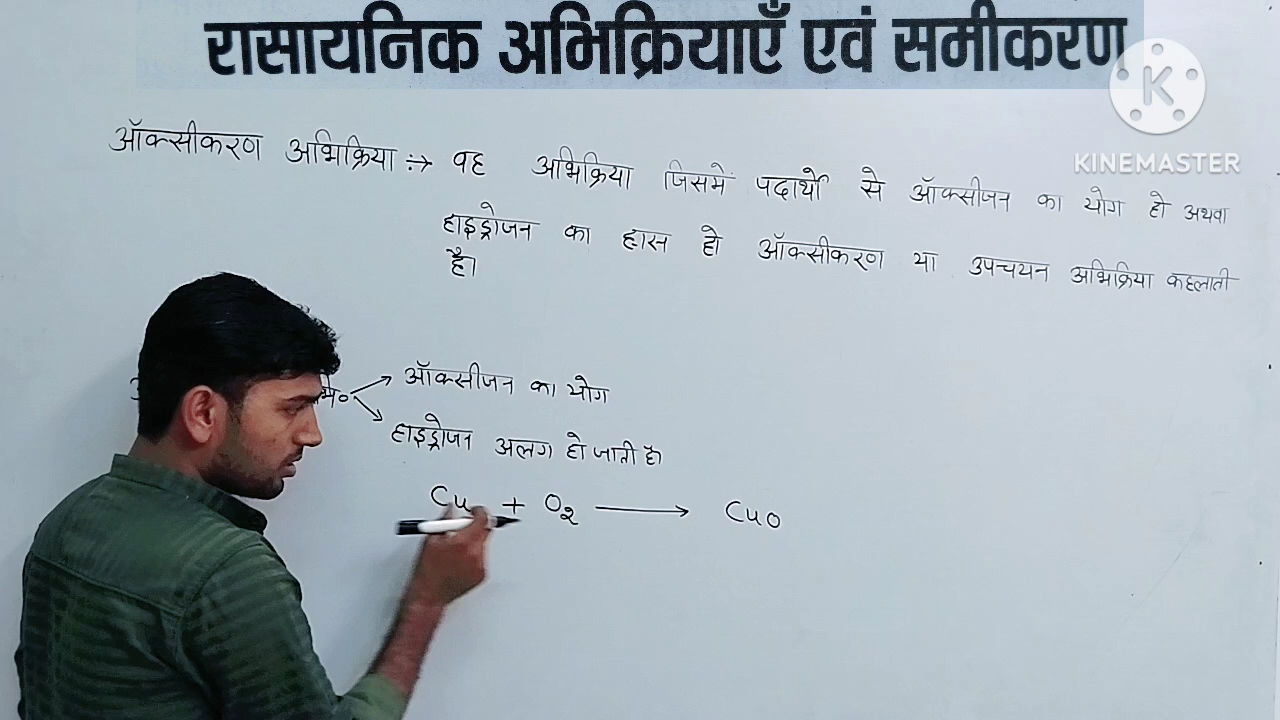 रासायनिक अभिक्रियाएँ एवं समीकरण
K
KINEMASTER
ऑक्सीकरण अभिक्रिया :→ वह अभिक्रिया जिसमें पदार्थों से ऑक्सीजन का योग हो अथवा
हाइड्रोजन का ह्रास हो ऑक्सीकरण या उपचयन अभिक्रिया कहलाती
है।
ऑक्सीजन का योग
हाइड्रोजन अलग हो जाती है।
Cu + O2 → CuO